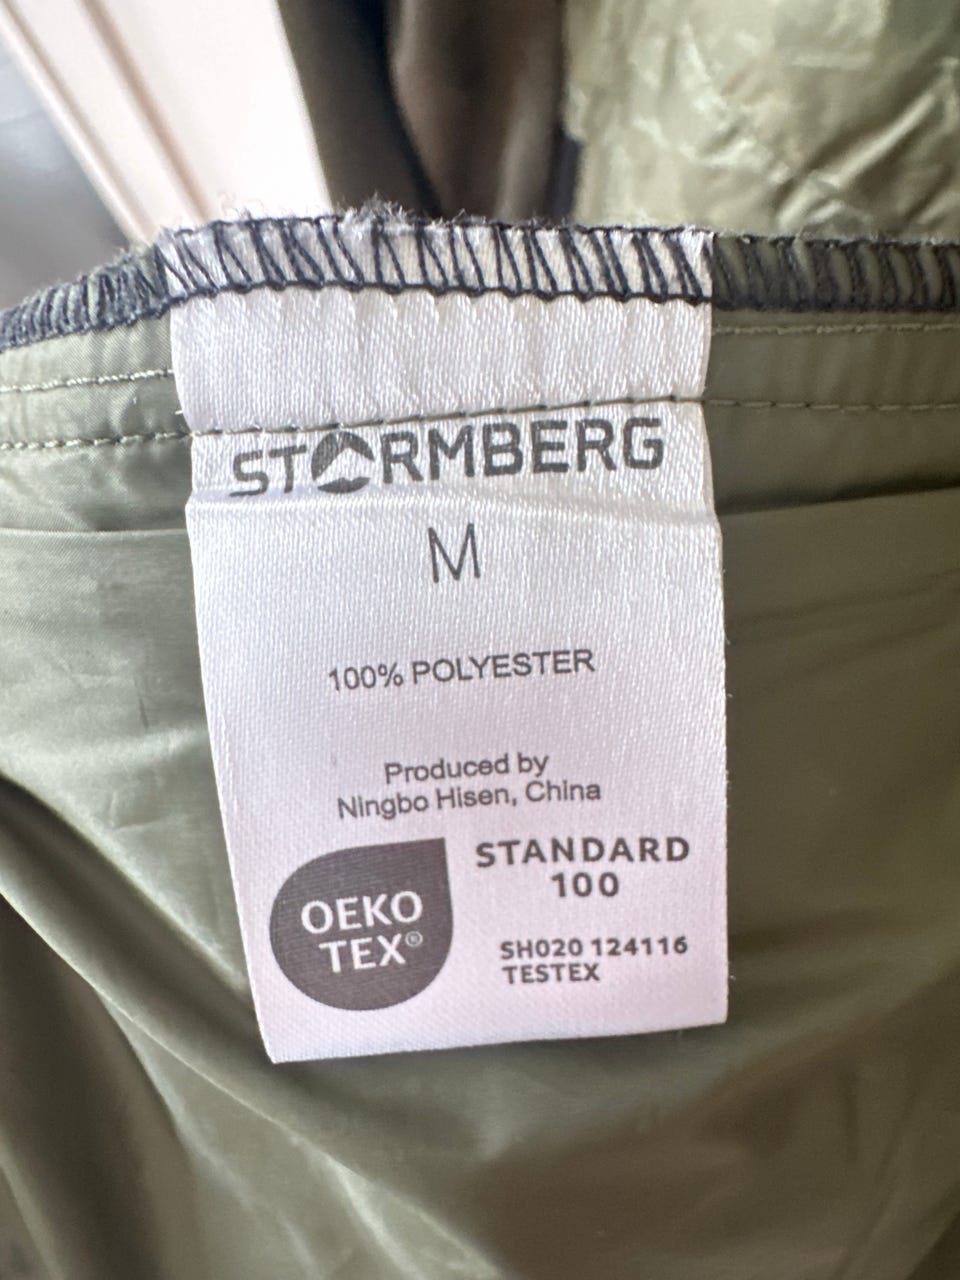 STORMBERG
M
100% POLYESTER
Produced by
Ningbo Hisen, China
OEKO
TEX®
STANDARD
100
SH020 124116
TESTEX